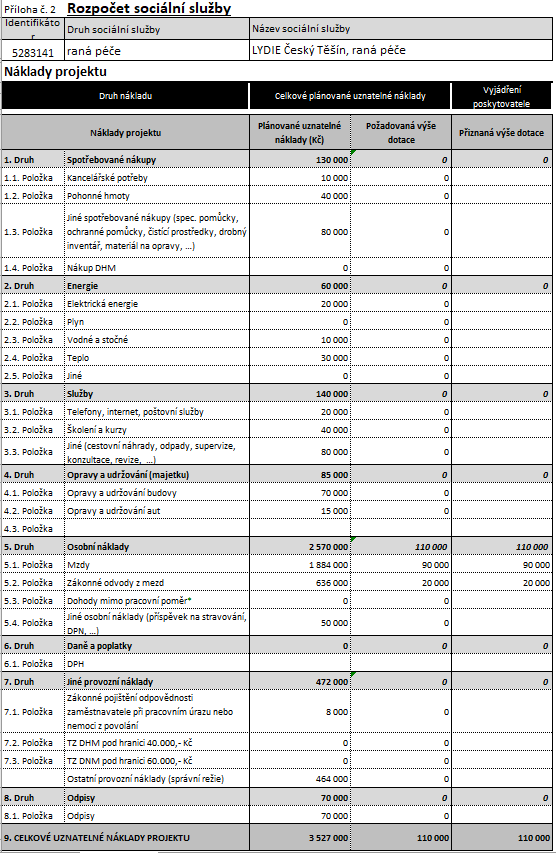 Příloha č. 2 Rozpočet sociální služby
Identifikáto
r Druh sociální služby Název sociální služby
5283141 raná péče LYDIE Český Těšín, raná péče
Náklady projektu
Druh nákladu Celkové plánované uznatelné náklady Vyjádření
poskytovatele
Náklady projektu Plánované uznatelné
náklady (Kč) Požadovaná výše
dotace Přiznaná výše dotace
1. Druh Spotřebované nákupy 130 000 0 0
1.1. Položka Kancelářské potřeby 10 000 0
1.2. Položka Pohonné hmoty 40 000 0
1.3. Položka Jiné spotřebované nákupy (spec. pomůcky,
ochranné pomůcky, čistící prostředky, drobný
inventář, materiál na opravy, ...) 80 000 0
1.4. Položka Nákup DHM 0 0
2. Druh Energie 60 000 0 0
2.1. Položka Elektrická energie 20 000 0
2.2. Položka Plyn 0 0
2.3. Položka Vodné a stočné 10 000 0
2.4. Položka Teplo 30 000 0
2.5. Položka Jiné 0 0
3. Druh Služby 140 000 0 0
3.1. Položka Telefony, internet, poštovní služby 20 000 0
3.2. Položka Školení a kurzy 40 000 0
3.3. Položka Jiné (cestovní náhrady, odpady, supervize,
konzultace, revize, ...) 80 000 0
4. Druh Opravy a udržování (majetku) 85 000 0 0
4.1. Položka Opravy a udržování budovy 70 000 0
4.2. Položka Opravy a udržování aut 15 000 0
4.3. Položka
5. Druh Osobní náklady 2 570 000 110 000 110 000
5.1. Položka Mzdy 1 884 000 90 000 90 000
5.2. Položka Zákonné odvody z mezd 636 000 20 000 20 000
5.3. Položka Dohody mimo pracovní poměr* 0 0
5.4. Položka Jiné osobní náklady (příspěvek na stravování,
DPN, ...) 50 000 0
6. Druh Daně a poplatky 0 0 0
6.1. Položka DPH
7. Druh Jiné provozní náklady 472 000 0 0
7.1. Položka Zákonné pojištění odpovědnosti
zaměstnavatele při pracovním úrazu nebo
nemoci z povolání 8 000 0
7.2. Položka TZ DHM pod hranici 40.000,- Kč 0 0
7.3. Položka TZ DNM pod hranici 60.000,- Kč 0 0
Ostatní provozní náklady (správní režie) 464 000 0
8. Druh Odpisy 70 000 0 0
8.1. Položka Odpisy 70 000 0
9. CELKOVÉ UZNATELNÉ NÁKLADY PROJEKTU 3 527 000 110 000 110 000